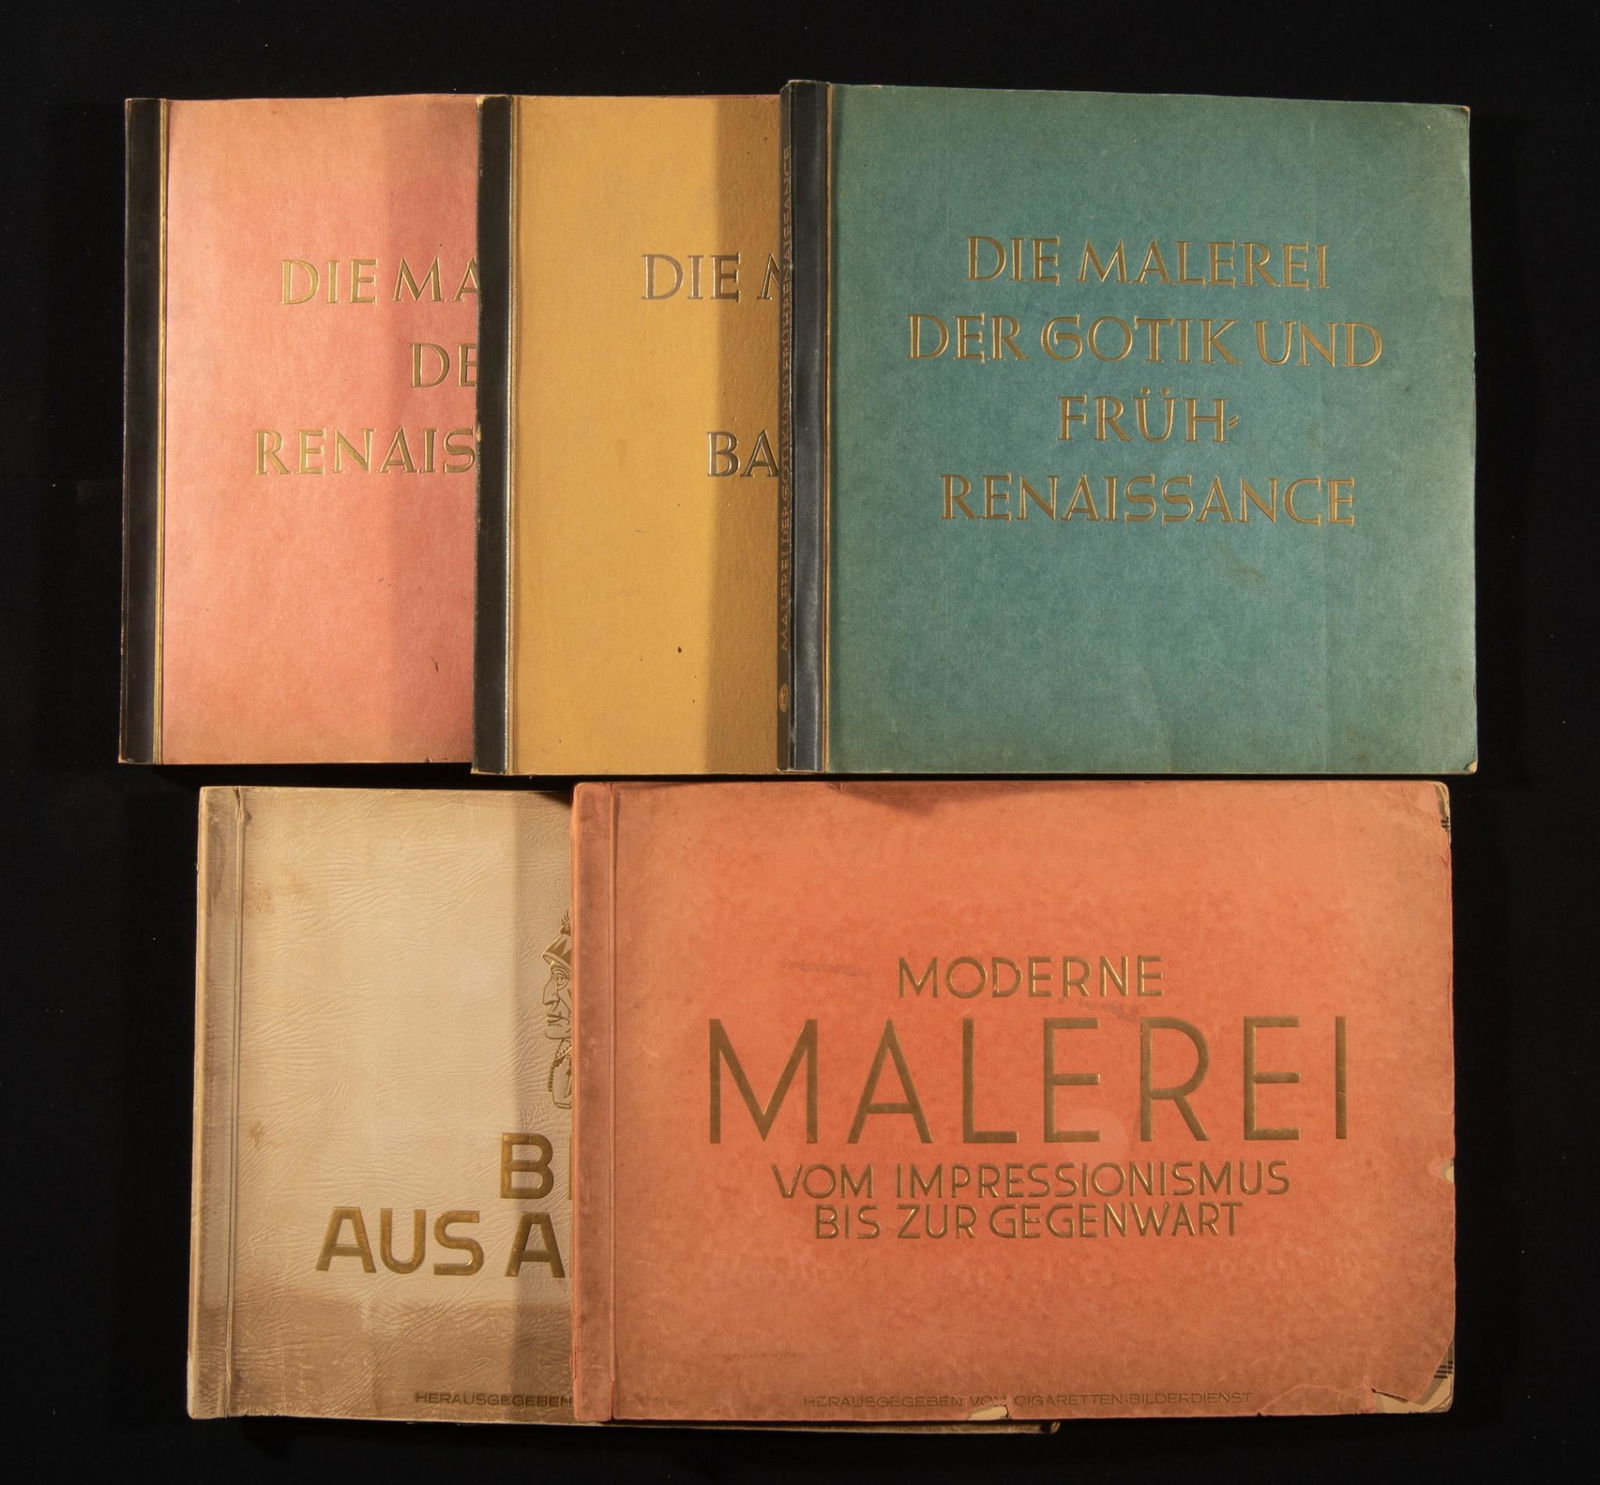 DIE MA
DE
RENAIS
DIE M
BA
MALEREI DER GOTIK UND FRÜHRENAISSANCE
DIE MALEREI
DER GOTIK UND
FRÜH-
RENAISSANCE
B
AUS A
HERAUSGEGEBEN
MODERNE
MALEREI
VOM IMPRESSIONISMUS
BIS ZUR GEGENWART
HERAUSGEGEBEN VOM CIGARETTEN-BILDERDIENST